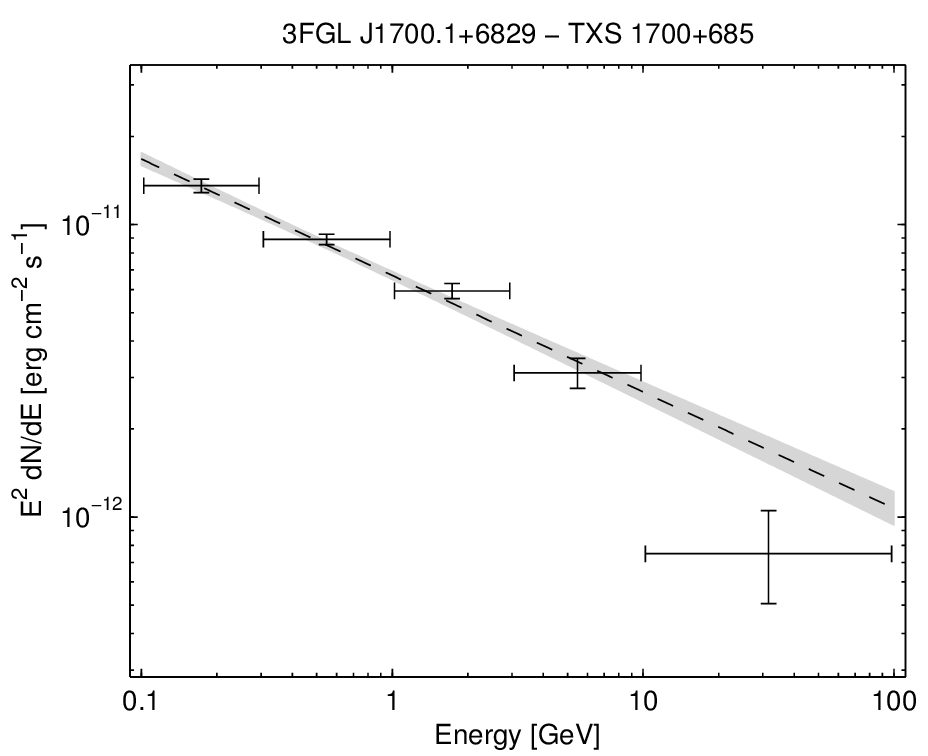 3FGL J1700.1+6829 − TXS 1700+685
E² dN/dE [erg cm⁻² s⁻¹]
10⁻¹¹
10⁻¹²
0.1 1 10 100
Energy [GeV]